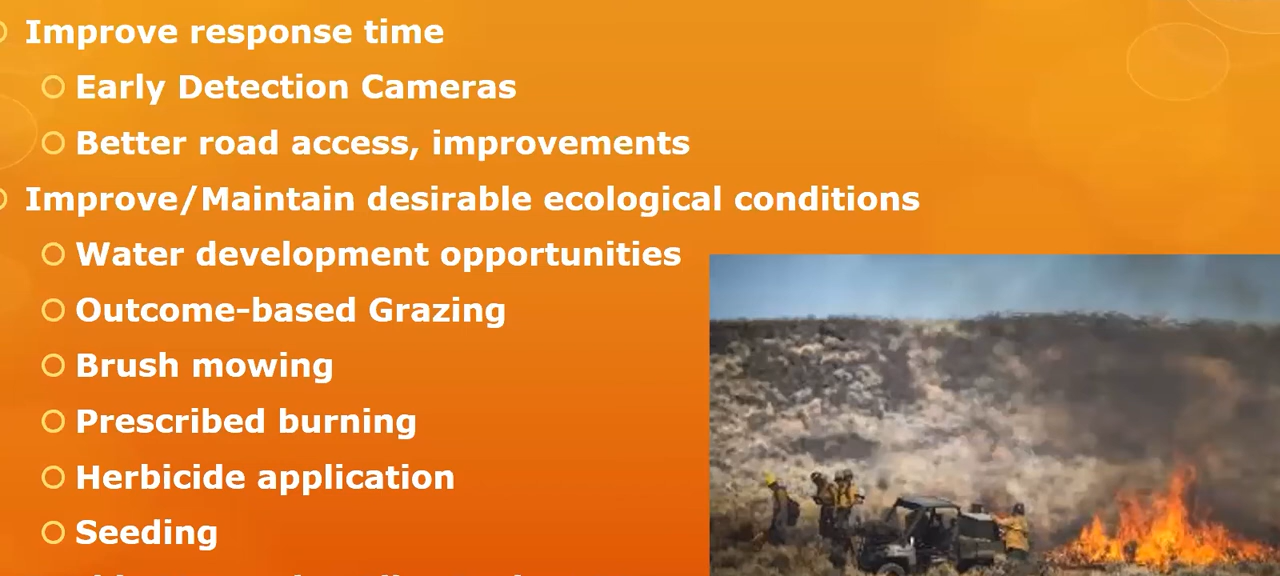 Improve response time
Early Detection Cameras
Better road access, improvements
Improve/Maintain desirable ecological conditions
Water development opportunities
Outcome-based Grazing
Brush mowing
Prescribed burning
Herbicide application
Seeding